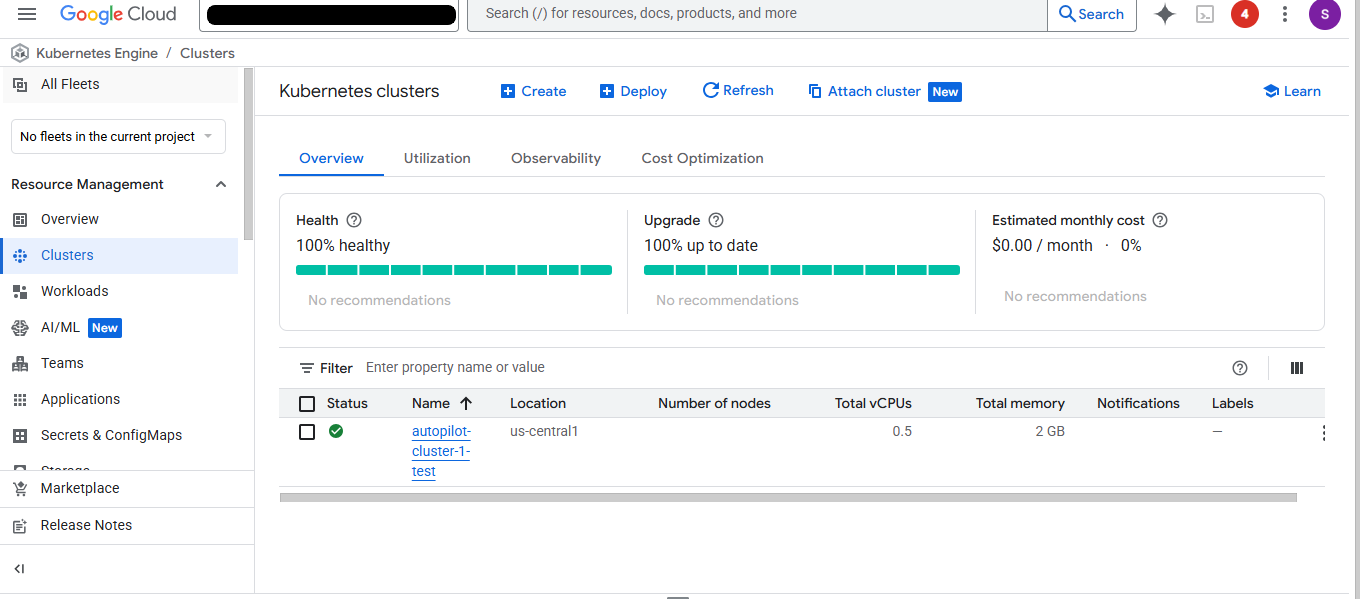 Google Cloud
Search (/) for resources, docs, products, and more
Search
4
S
Kubernetes Engine / Clusters
All Fleets
No fleets in the current project
Resource Management
Overview
Clusters
Workloads
AI/ML New
Teams
Applications
Secrets & ConfigMaps
Storage
Marketplace
Release Notes
Kubernetes clusters
Create
Deploy
Refresh
Attach cluster New
Learn
Overview Utilization Observability Cost Optimization
Health
100% healthy
No recommendations
Upgrade
100% up to date
No recommendations
Estimated monthly cost
$0.00 / month · 0%
No recommendations
Filter Enter property name or value
Status Name Location Number of nodes Total vCPUs Total memory Notifications Labels
autopilot-
cluster-1-
test
us-central1 0.5 2 GB —